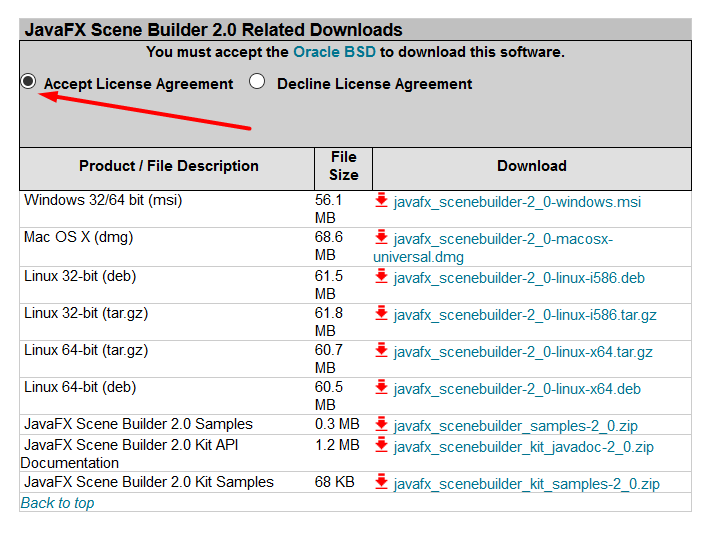 JavaFX Scene Builder 2.0 Related Downloads
You must accept the Oracle BSD to download this software.
Accept License Agreement Decline License Agreement
Product / File Description File Size Download
Windows 32/64 bit (msi) 56.1 MB javafx_scenebuilder-2_0-windows.msi
Mac OS X (dmg) 68.6 MB javafx_scenebuilder-2_0-macosx-universal.dmg
Linux 32-bit (deb) 61.5 MB javafx_scenebuilder-2_0-linux-i586.deb
Linux 32-bit (tar.gz) 61.8 MB javafx_scenebuilder-2_0-linux-i586.tar.gz
Linux 64-bit (tar.gz) 60.7 MB javafx_scenebuilder-2_0-linux-x64.tar.gz
Linux 64-bit (deb) 60.5 MB javafx_scenebuilder-2_0-linux-x64.deb
JavaFX Scene Builder 2.0 Samples 0.3 MB javafx_scenebuilder_samples-2_0.zip
JavaFX Scene Builder 2.0 Kit API Documentation 1.2 MB javafx_scenebuilder_kit_javadoc-2_0.zip
JavaFX Scene Builder 2.0 Kit Samples 68 KB javafx_scenebuilder_kit_samples-2_0.zip
Back to top